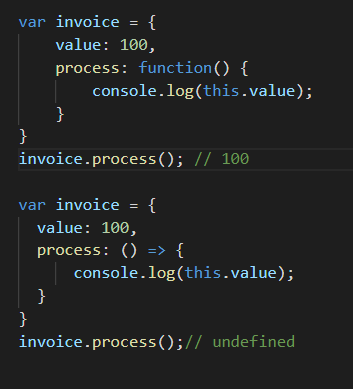 var invoice = {
    value: 100,
    process: function() {
        console.log(this.value);
    }
}
invoice.process(); // 100

var invoice = {
  value: 100,
  process: () => {
      console.log(this.value);
  }
}
invoice.process();// undefined